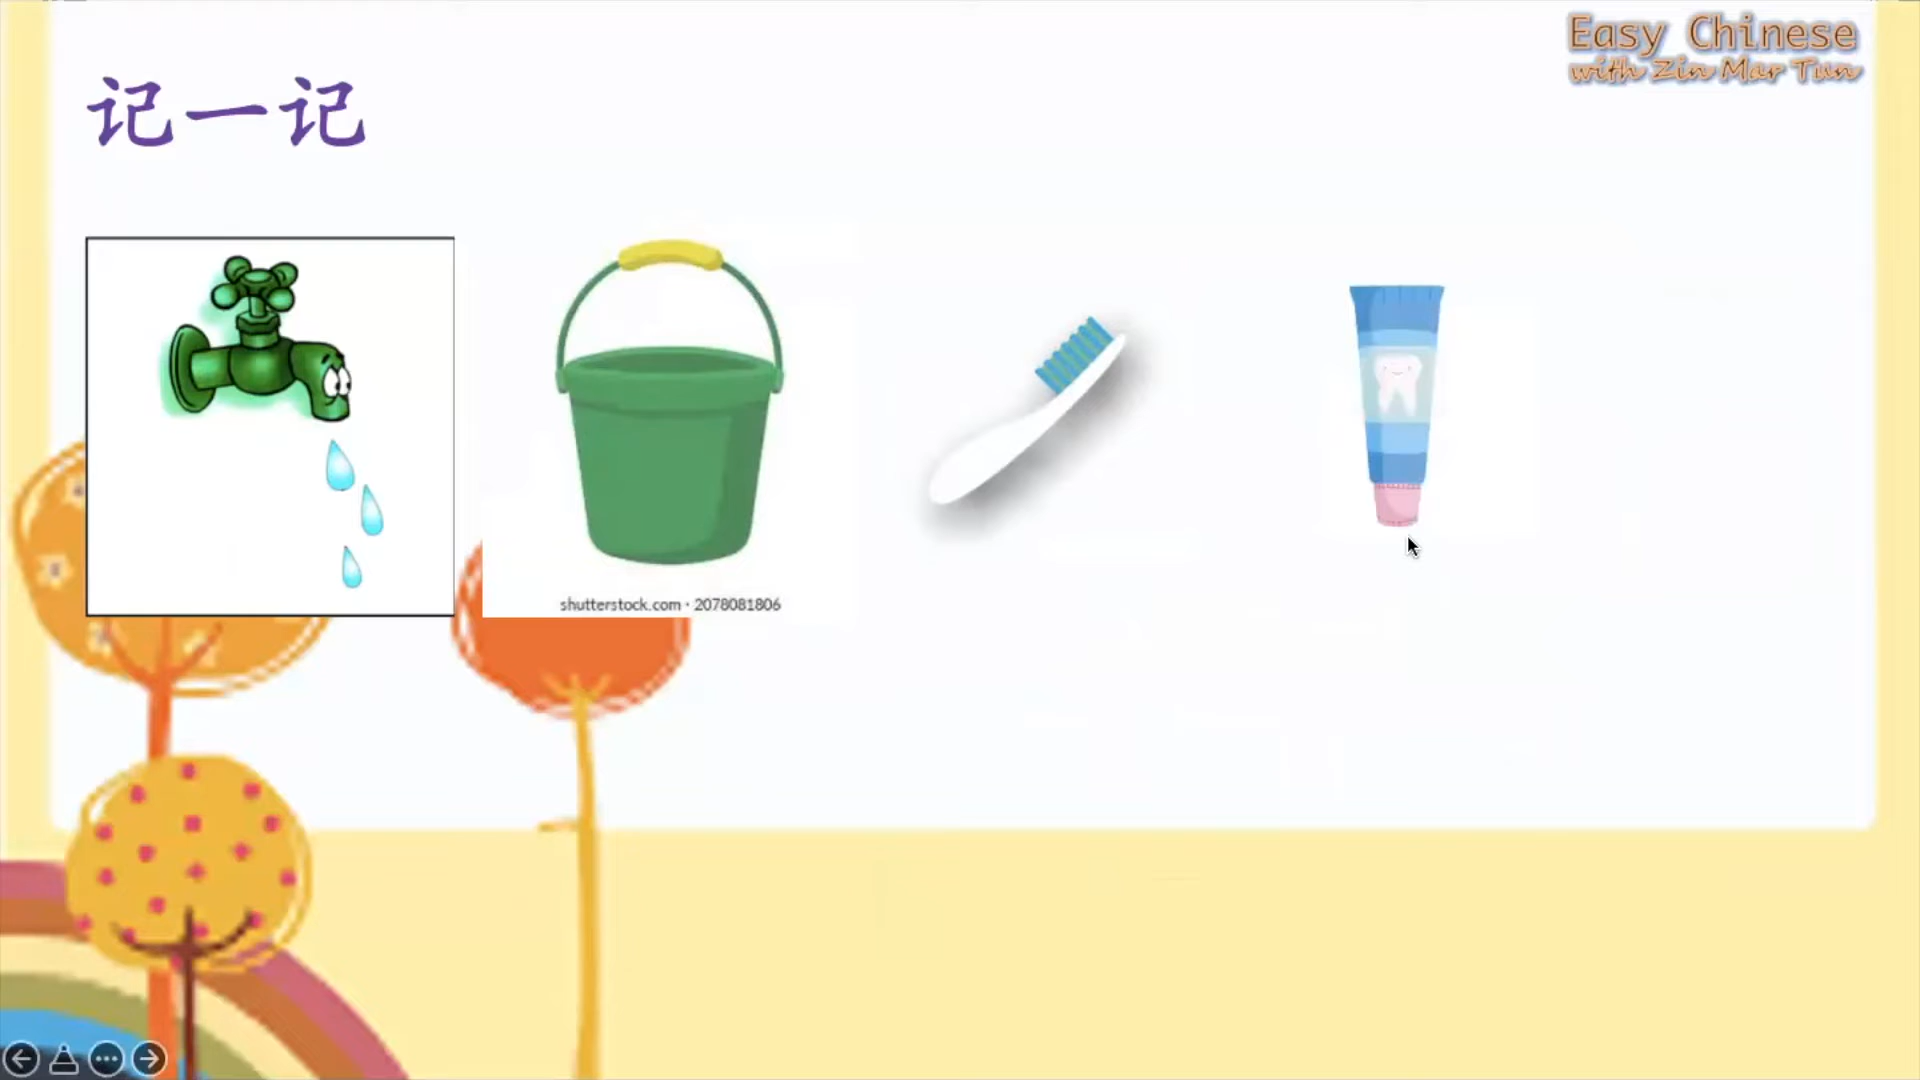 Easy Chinese
with Zin Mar Tun
记一记
shutterstock.com · 2078081806